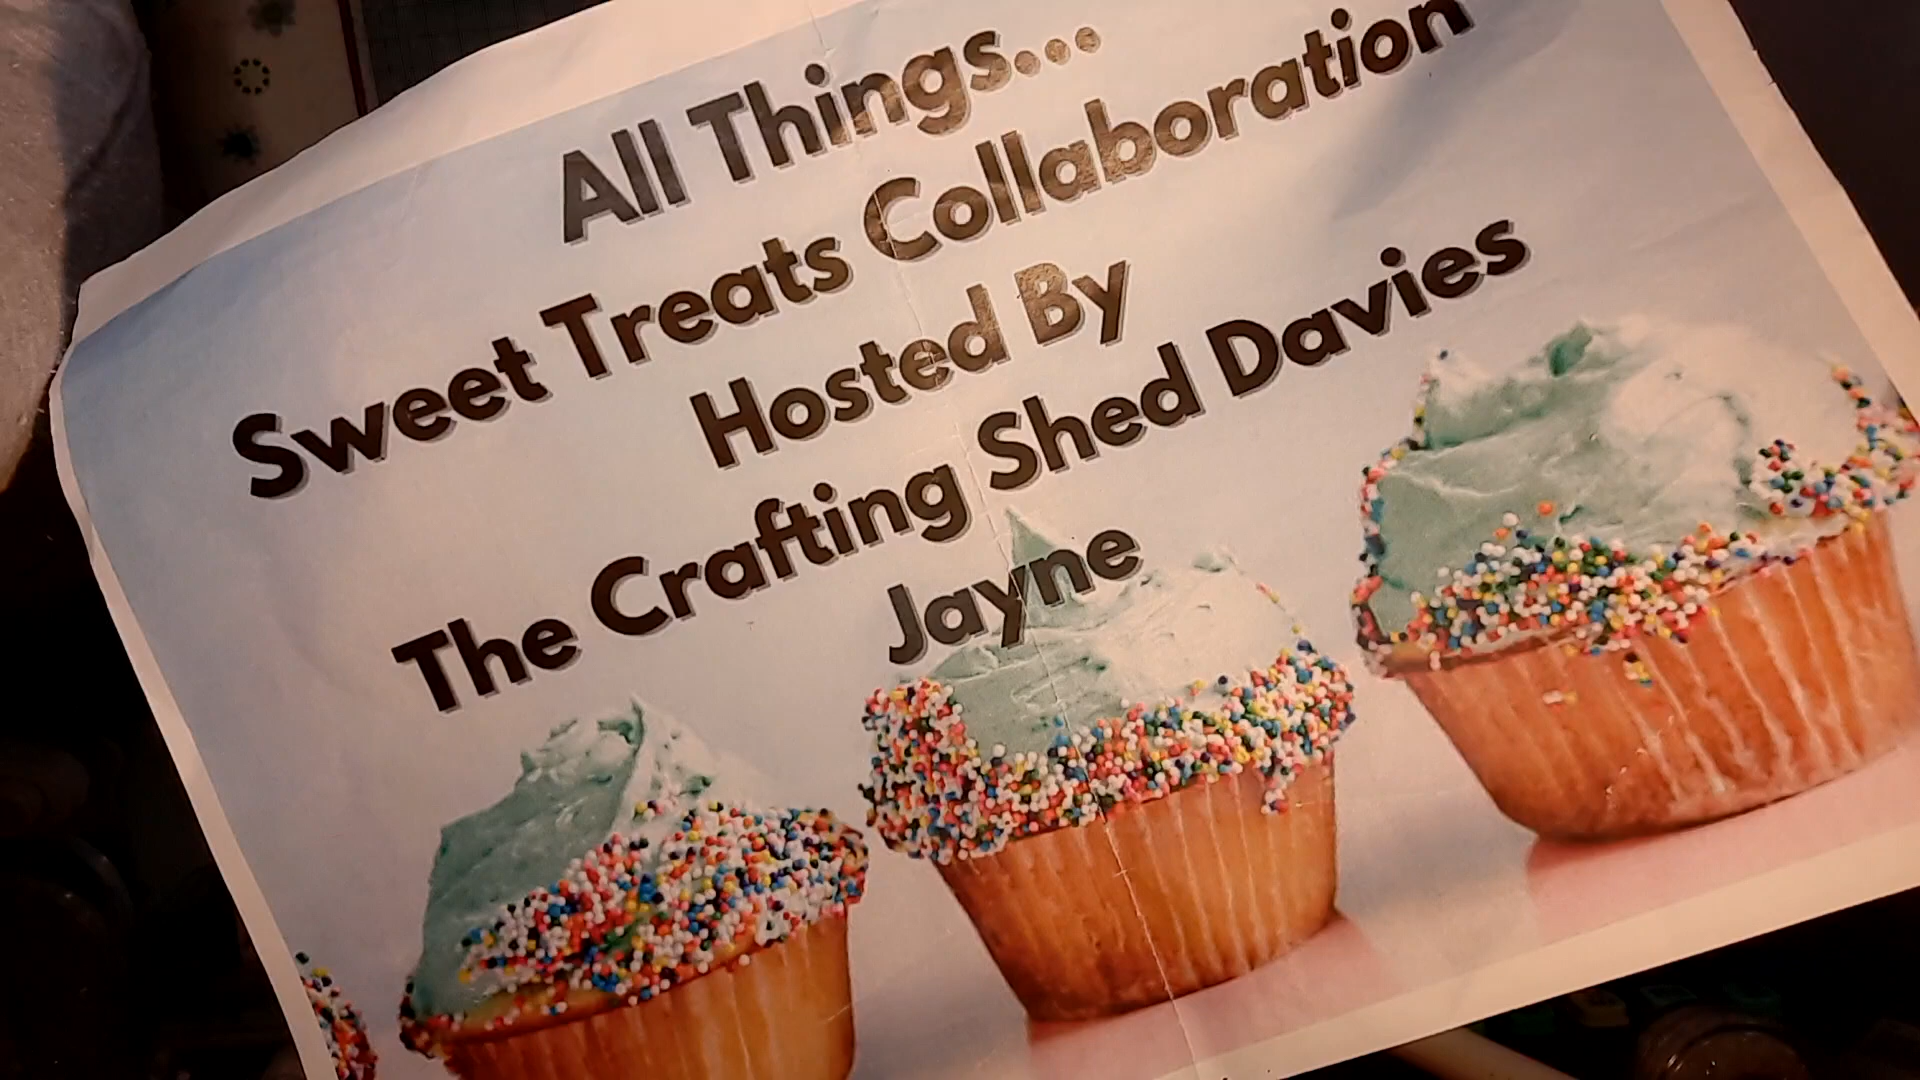 All Things...
Sweet Treats Collaboration
Hosted By
The Crafting Shed Davies
Jayne